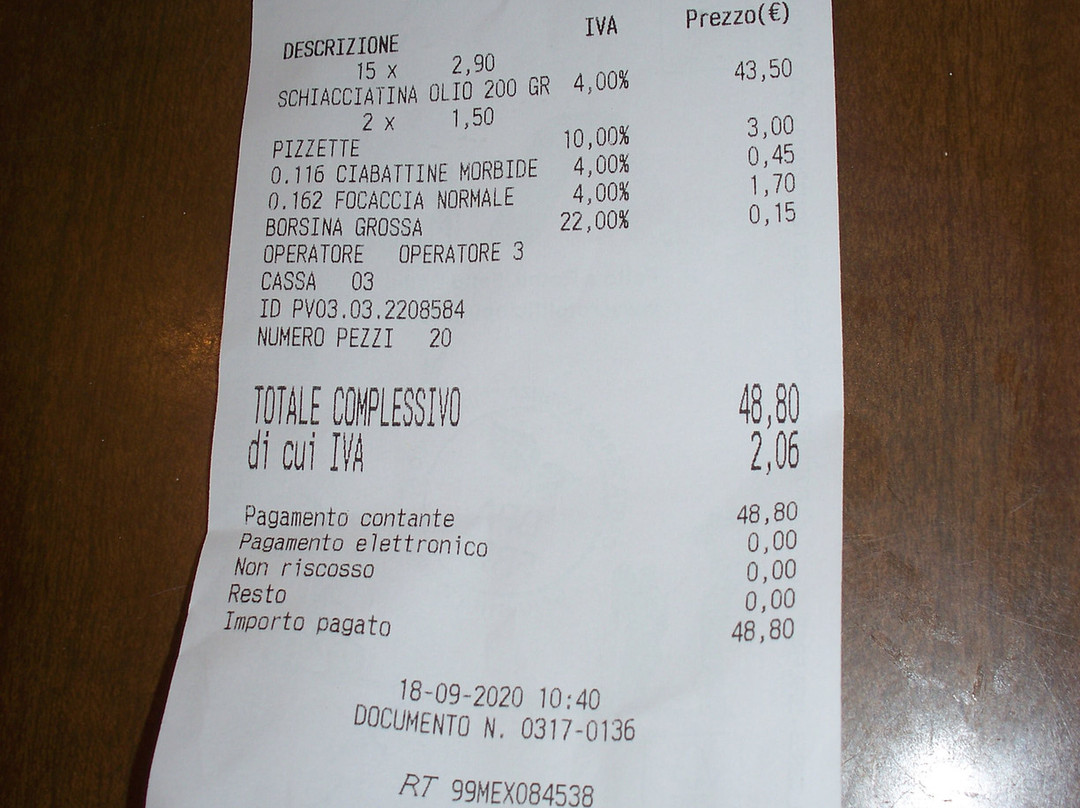 DESCRIZIONE IVA Prezzo(€)
15 x 2,90
SCHIACCIATINA OLIO 200 GR 4,00% 43,50
2 x 1,50
PIZZETTE 10,00% 3,00
0.116 CIABATTINE MORBIDE 4,00% 0,45
0.162 FOCACCIA NORMALE 4,00% 1,70
BORSINA GROSSA 22,00% 0,15
OPERATORE OPERATORE 3
CASSA 03
ID PV03.03.2208584
NUMERO PEZZI 20
TOTALE COMPLESSIVO 48,80
di cui IVA 2,06
Pagamento contante 48,80
Pagamento elettronico 0,00
Non riscosso 0,00
Resto 0,00
Importo pagato 48,80
18-09-2020 10:40
DOCUMENTO N. 0317-0136
RT 99MEX084538